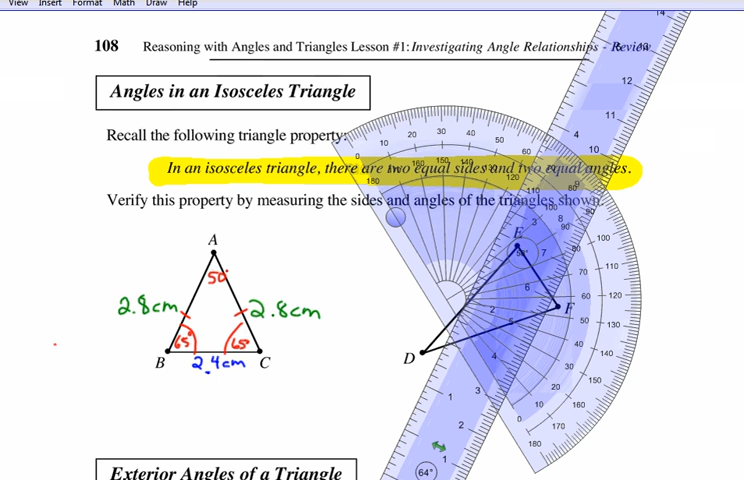 View Insert Format Math Draw Help
108 Reasoning with Angles and Triangles Lesson #1: Investigating Angle Relationships - Review
Angles in an Isosceles Triangle
Recall the following triangle property:
In an isosceles triangle, there are two equal sides and two equal angles.
Verify this property by measuring the sides and angles of the triangles shown.
A
50°
2.8cm 2.8cm
65° 65°
B 2.4cm C
E
F
D
64°
Exterior Angles of a Triangle